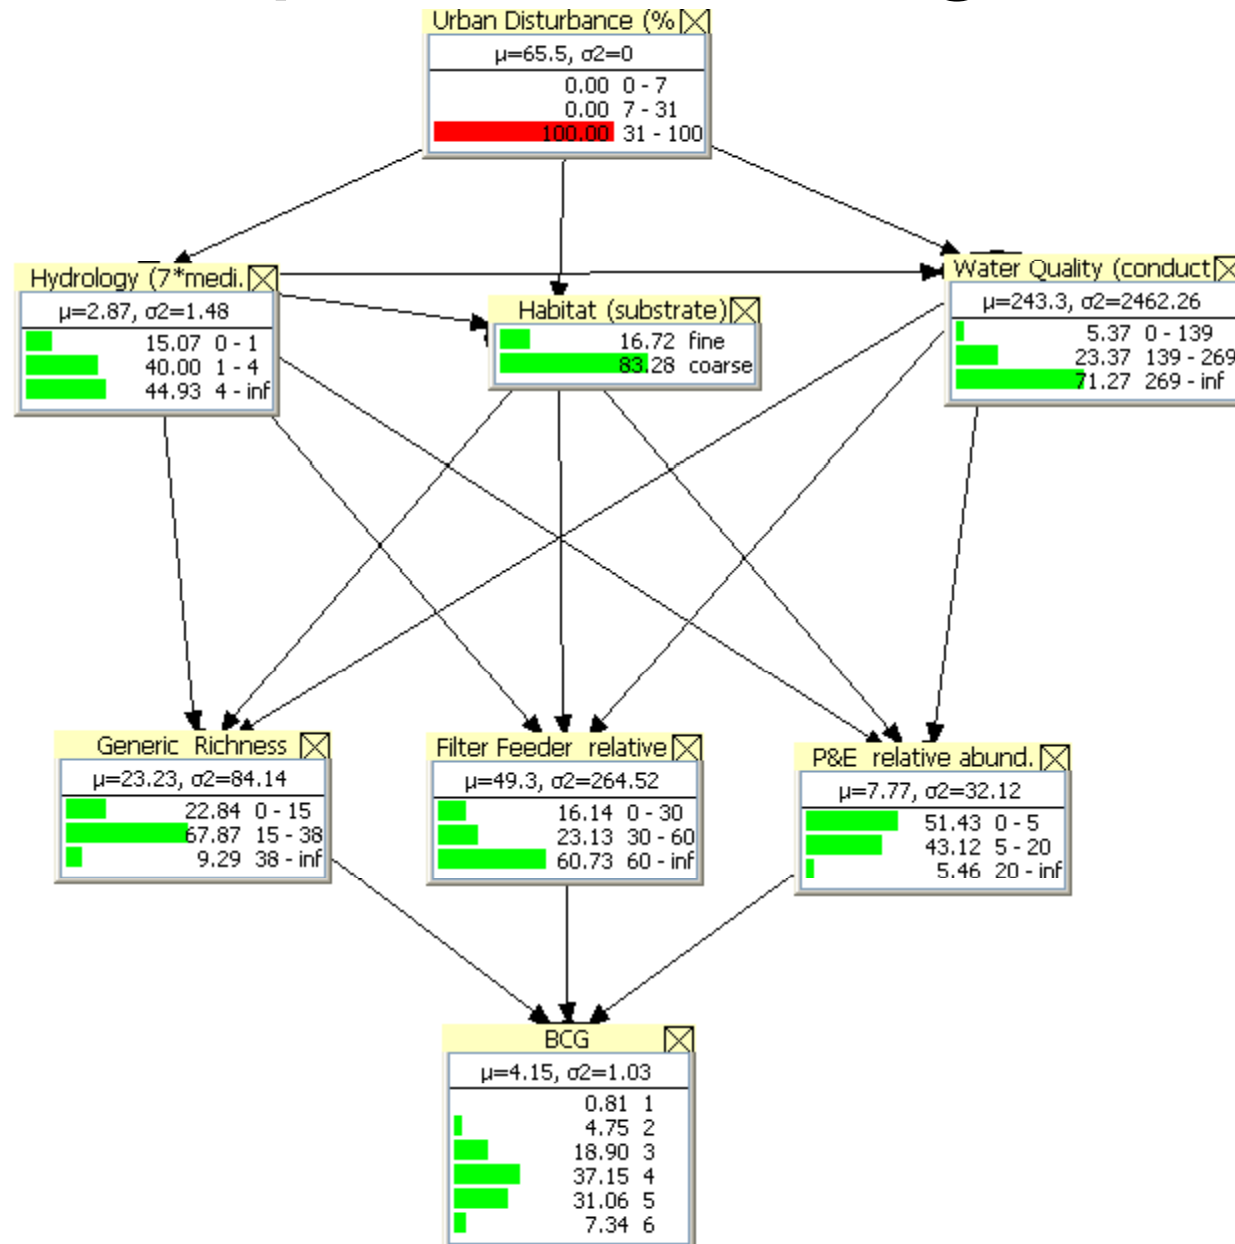 Urban Disturbance (%
μ=65.5, σ2=0
0.00 0 - 7
0.00 7 - 31
100.00 31 - 100
Hydrology (7*medi.
μ=2.87, σ2=1.48
15.07 0 - 1
40.00 1 - 4
44.93 4 - inf
Habitat (substrate)
16.72 fine
83.28 coarse
Water Quality (conduct
μ=243.3, σ2=2462.26
5.37 0 - 139
23.37 139 - 269
71.27 269 - inf
Generic Richness
μ=23.23, σ2=84.14
22.84 0 - 15
67.87 15 - 38
9.29 38 - inf
Filter Feeder relative
μ=49.3, σ2=264.52
16.14 0 - 30
23.13 30 - 60
60.73 60 - inf
P&E relative abund.
μ=7.77, σ2=32.12
51.43 0 - 5
43.12 5 - 20
5.46 20 - inf
BCG
μ=4.15, σ2=1.03
0.81 1
4.75 2
18.90 3
37.15 4
31.06 5
7.34 6